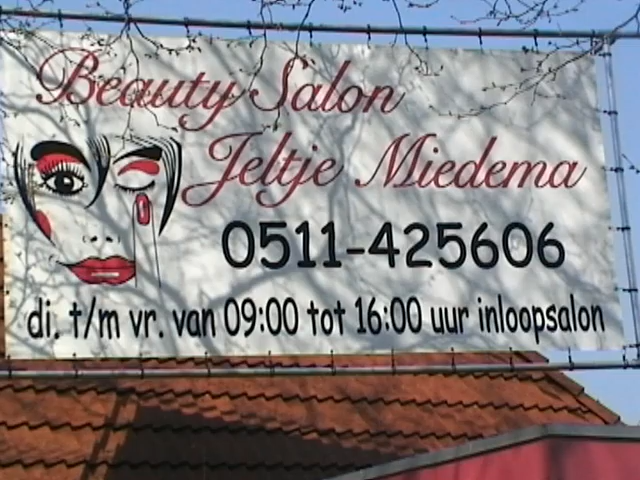 Beauty Salon
Jeltje Miedema
0511-425606
di. t/m vr. van 09:00 tot 16:00 uur inloopsalon